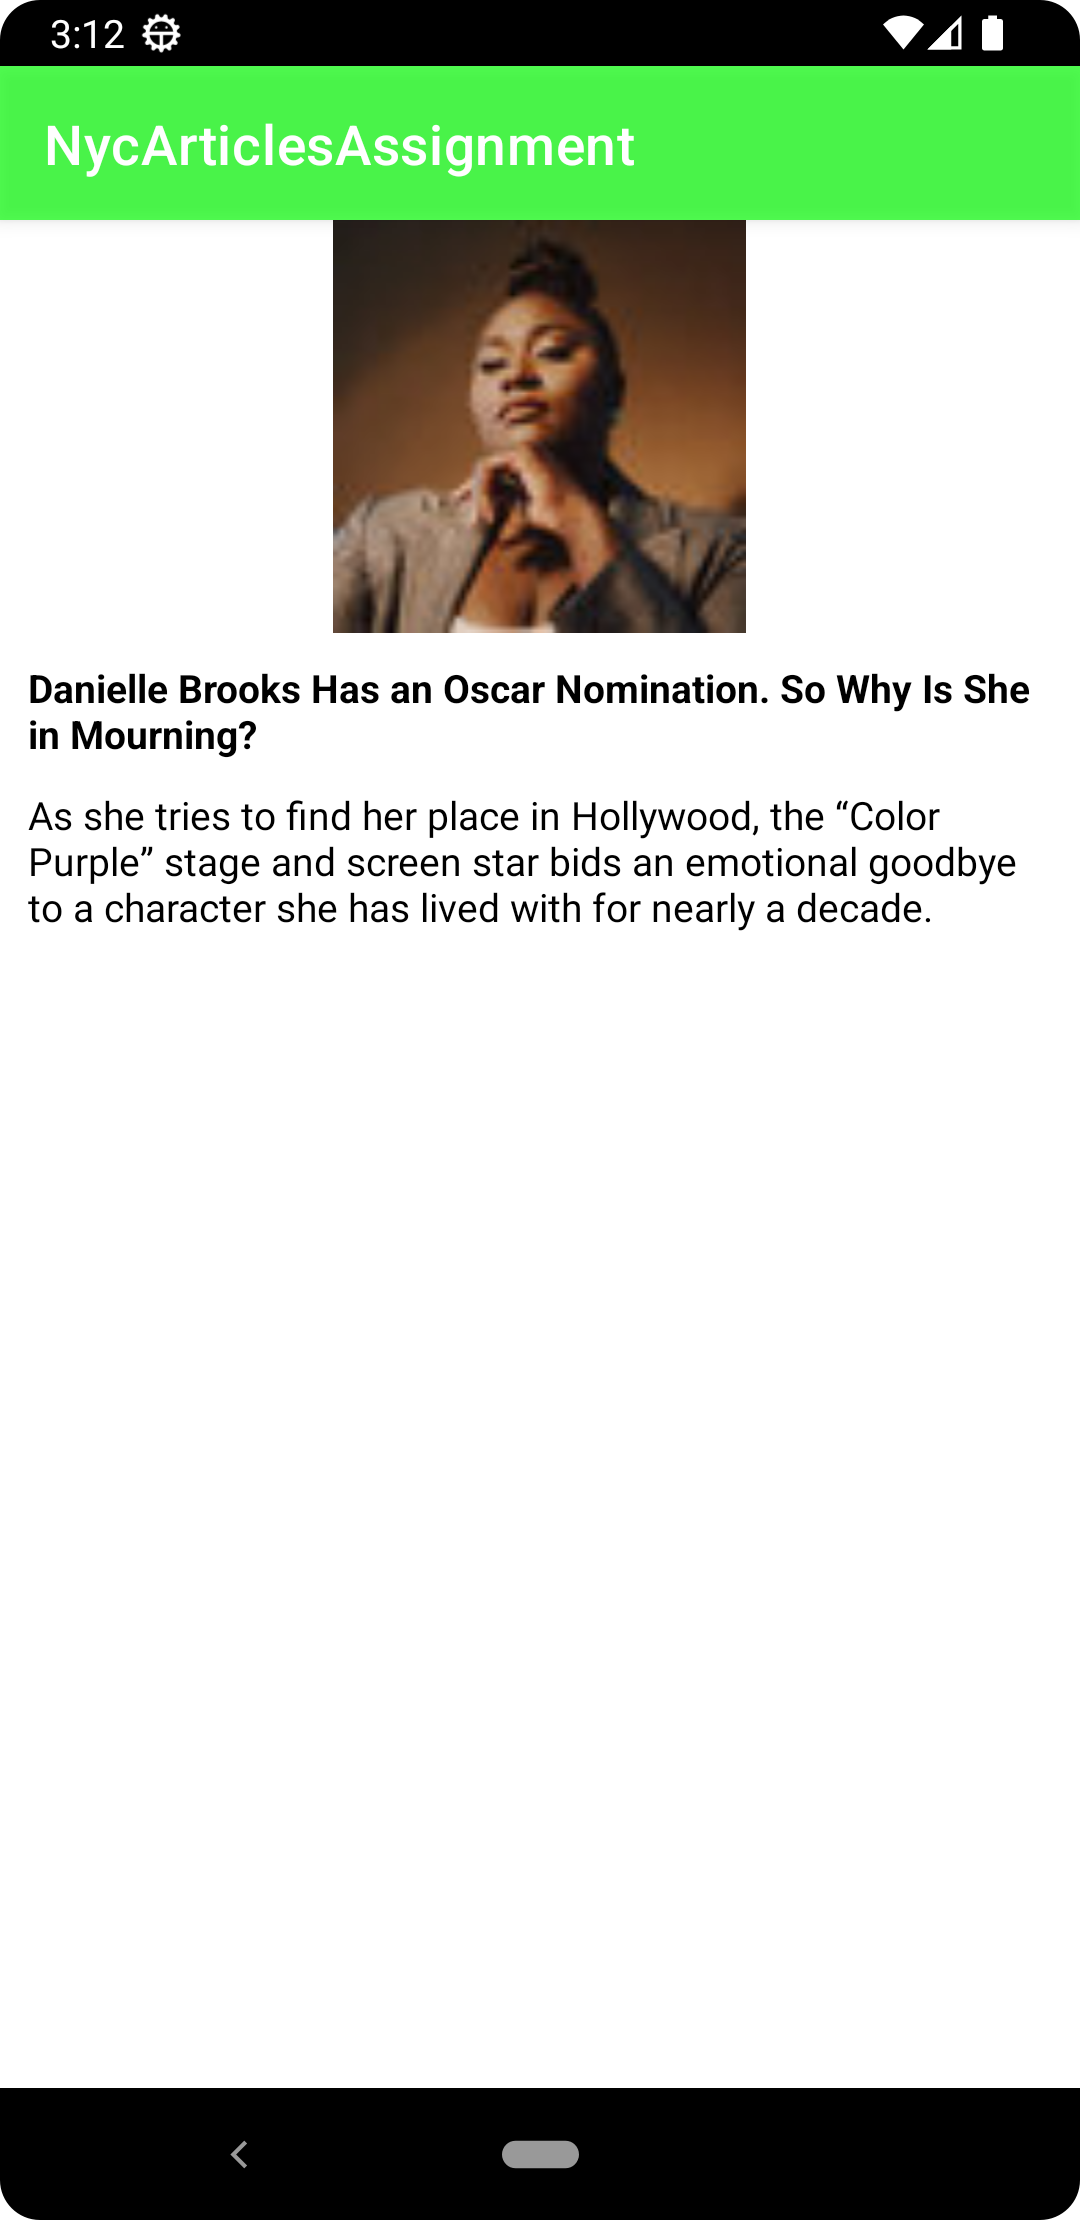 3:12
NycArticlesAssignment
Danielle Brooks Has an Oscar Nomination. So Why Is She
in Mourning?
As she tries to find her place in Hollywood, the “Color
Purple” stage and screen star bids an emotional goodbye
to a character she has lived with for nearly a decade.